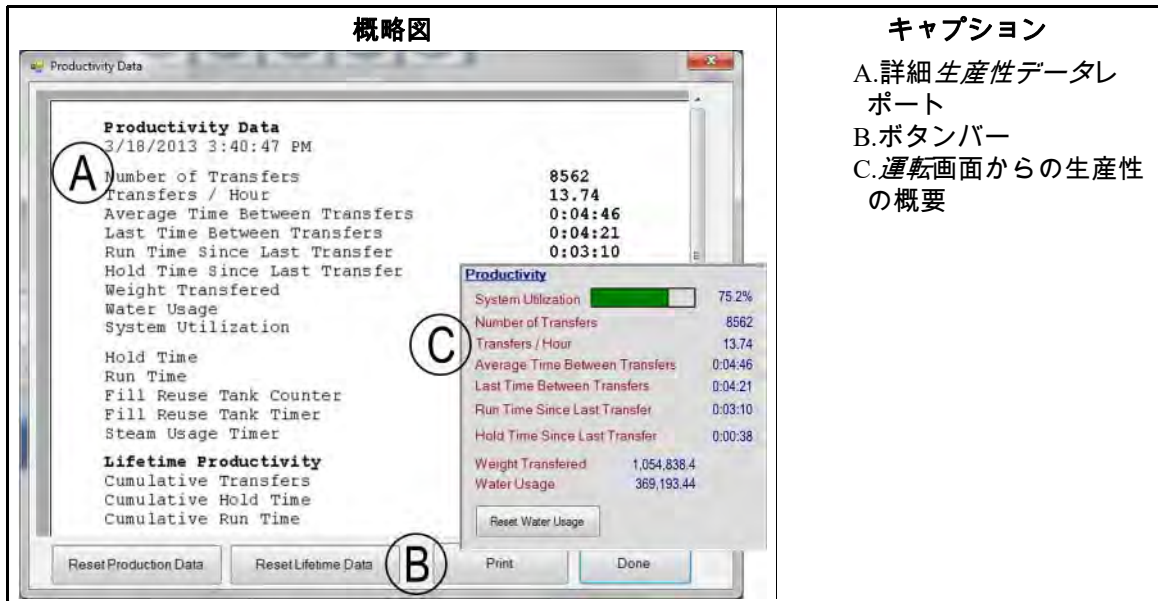 概略図
キャプション
Productivity Data
Productivity Data
3/18/2013 3:40:47 PM
A
Number of Transfers 8562
Transfers / Hour 13.74
Average Time Between Transfers 0:04:46
Last Time Between Transfers 0:04:21
Run Time Since Last Transfer 0:03:10
Hold Time Since Last Transfer
Weight Transfered
Water Usage
System Utilization
Hold Time
Run Time
Fill Reuse Tank Counter
Fill Reuse Tank Timer
Steam Usage Timer
Lifetime Productivity
Cumulative Transfers
Cumulative Hold Time
Cumulative Run Time
C
Productivity
System Utilization 75.2%
Number of Transfers 8562
Transfers / Hour 13.74
Average Time Between Transfers 0:04:46
Last Time Between Transfers 0:04:21
Run Time Since Last Transfer 0:03:10
Hold Time Since Last Transfer 0:00:38
Weight Transfered 1,054,838.4
Water Usage 369,193.44
Reset Water Usage
Reset Production Data Reset Lifetime Data B Print Done
A.詳細生産性データレ
ポート
B.ボタンバー
C.運転画面からの生産性
の概要